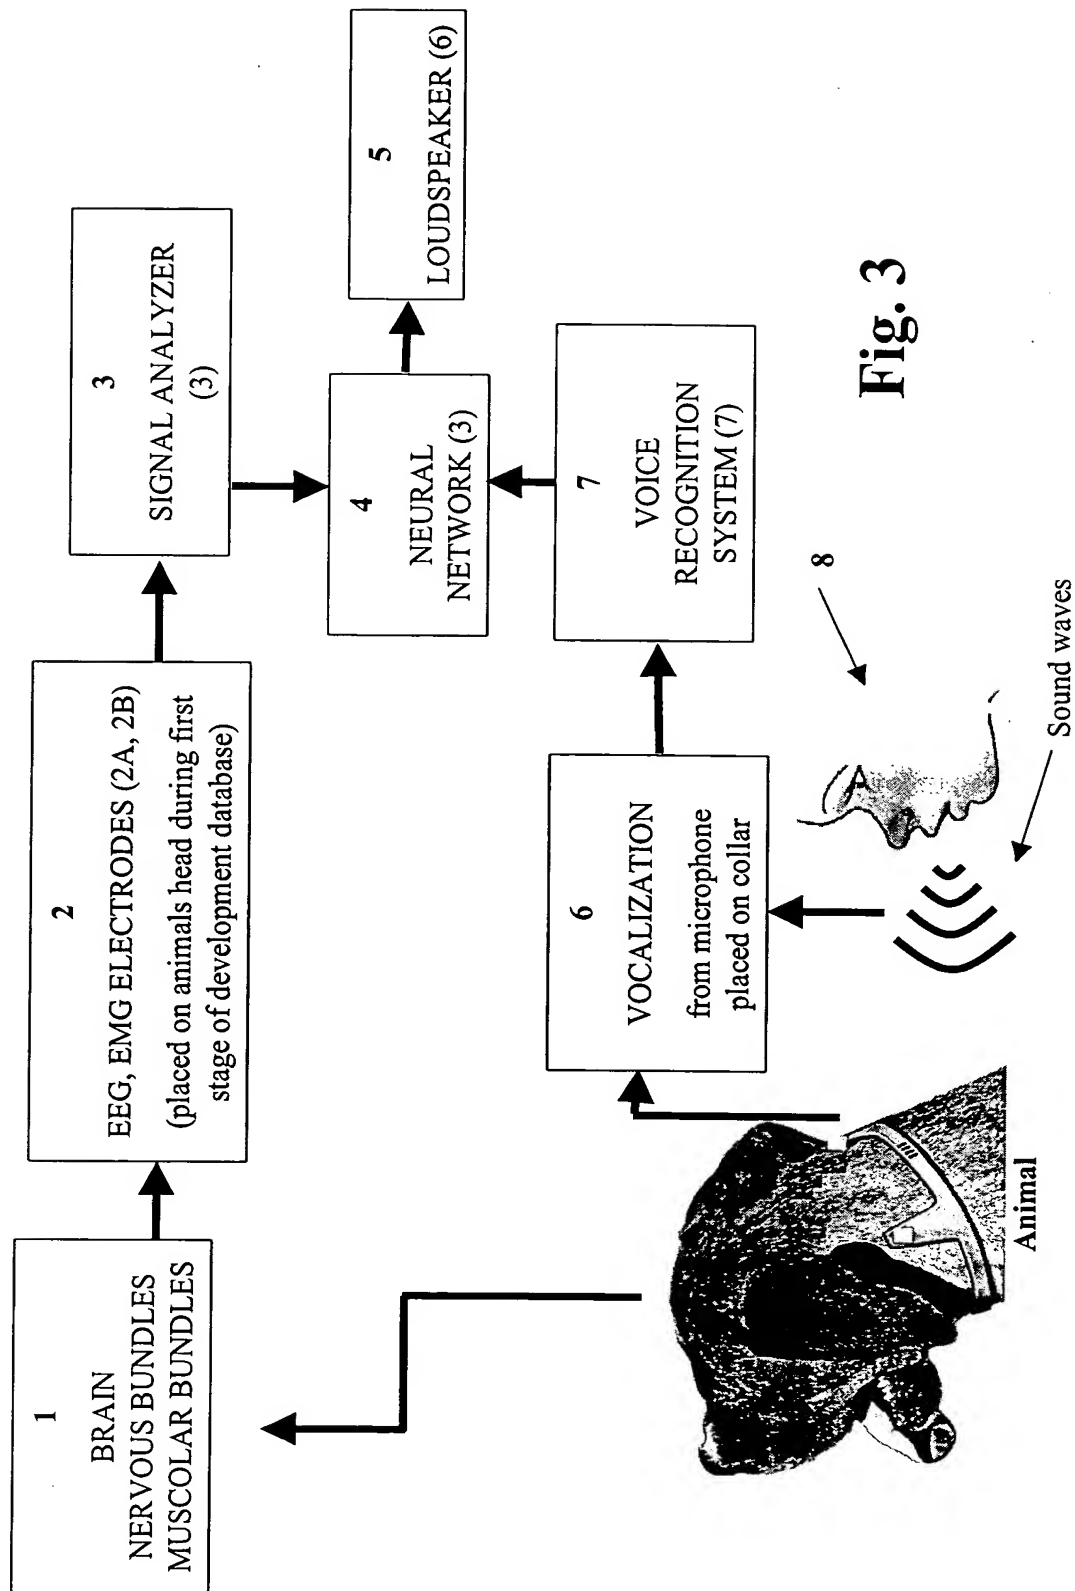 1
BRAIN
NERVOUS BUNDLES
MUSCOLAR BUNDLES
2
EEG, EMG ELECTRODES (2A, 2B)
(placed on animals head during first
stage of development database)
3
SIGNAL ANALYZER
(3)
4
NEURAL
NETWORK (3)
5
LOUDSPEAKER (6)
6
VOCALIZATION
from microphone
placed on collar
7
VOICE
RECOGNITION
SYSTEM (7)
8
Sound waves
Animal
Fig. 3